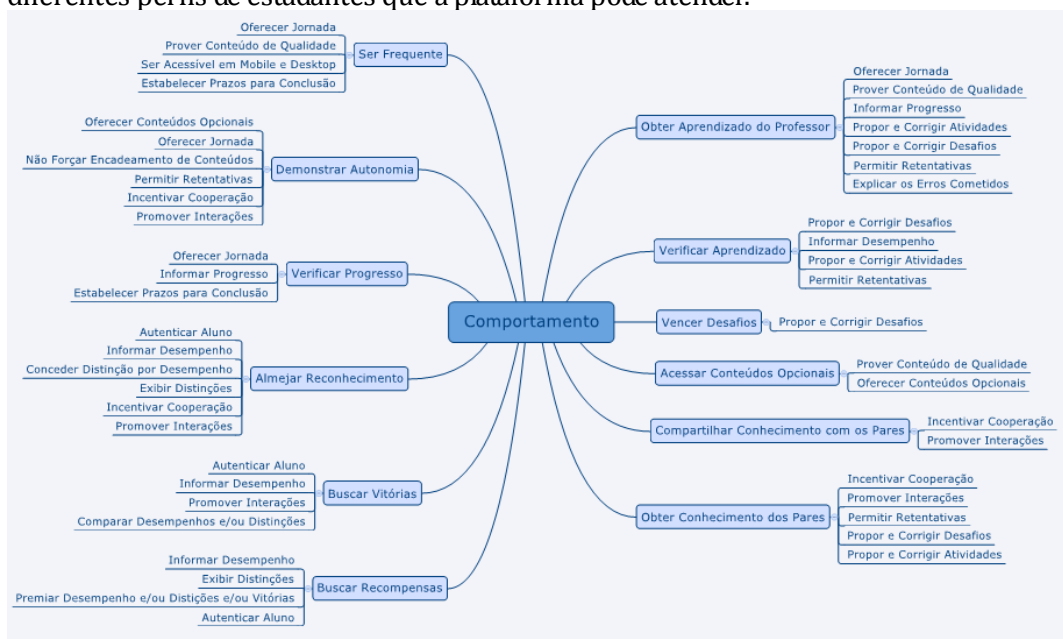 diferentes perfis de estudantes que a plataforma pode atender.
Oferecer Jornada
Prover Conteúdo de Qualidade
Ser Acessível em Mobile e Desktop
Estabelecer Prazos para Conclusão
Ser Frequente
Oferecer Conteúdos Opcionais
Oferecer Jornada
Não Forçar Encadeamento de Conteúdos
Permitir Retentativas
Incentivar Cooperação
Promover Interações
Demonstrar Autonomia
Oferecer Jornada
Informar Progresso
Estabelecer Prazos para Conclusão
Verificar Progresso
Autenticar Aluno
Informar Desempenho
Conceder Distinção por Desempenho
Exibir Distinções
Incentivar Cooperação
Promover Interações
Almejar Reconhecimento
Autenticar Aluno
Informar Desempenho
Promover Interações
Comparar Desempenhos e/ou Distinções
Buscar Vitórias
Informar Desempenho
Exibir Distinções
Premiar Desempenho e/ou Distições e/ou Vitórias
Autenticar Aluno
Buscar Recompensas
Comportamento
Obter Aprendizado do Professor
Oferecer Jornada
Prover Conteúdo de Qualidade
Informar Progresso
Propor e Corrigir Atividades
Propor e Corrigir Desafios
Permitir Retentativas
Explicar os Erros Cometidos
Verificar Aprendizado
Propor e Corrigir Desafios
Informar Desempenho
Propor e Corrigir Atividades
Permitir Retentativas
Vencer Desafios
Propor e Corrigir Desafios
Acessar Conteúdos Opcionais
Prover Conteúdo de Qualidade
Oferecer Conteúdos Opcionais
Compartilhar Conhecimento com os Pares
Incentivar Cooperação
Promover Interações
Obter Conhecimento dos Pares
Incentivar Cooperação
Promover Interações
Permitir Retentativas
Propor e Corrigir Desafios
Propor e Corrigir Atividades